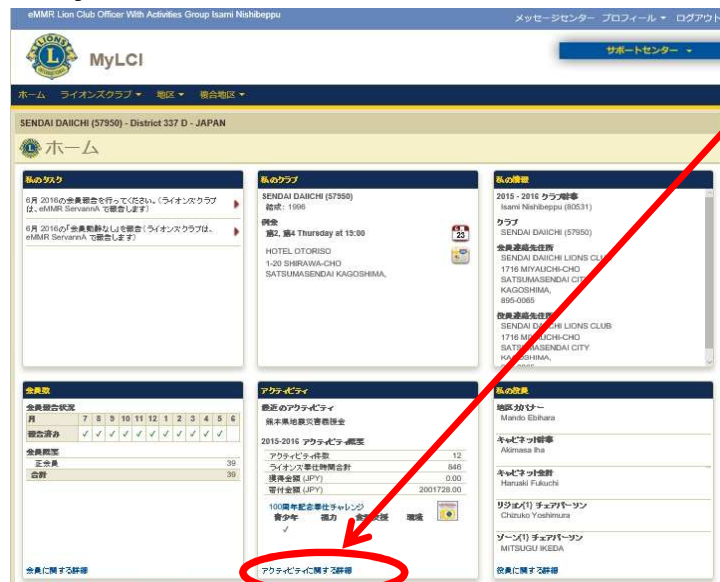 eMMR Lion Club Officer With Activities Group Isami Nishibeppu
メッセージセンター プロフィール ログアウト
LIONS
L
INTERNATIONAL
MyLCI
サポートセンター
ホーム ライオンズクラブ 地区 複合地区
SENDAI DAIICHI (57950) - District 337 D - JAPAN
ホーム
私のタスク
6月 2016の会員報告を行ってください。（ライオンズクラブ
は、eMMR ServannA で報告します）
6月 2016の「会員動静なし」を報告（ライオンズクラブは、
eMMR ServannA で報告します）
私のクラブ
SENDAI DAIICHI (57950)
結成: 1996
例会
第2, 第4 Thursday at 19:00
23
HOTEL OTORISO
1-20 SHIRAWA-CHO
SATSUMASENDAI KAGOSHIMA,
私の情報
2015 - 2016 クラブ幹事
Isami Nishibeppu (80531)
クラブ
SENDAI DAIICHI (57950)
会員連絡先住所
SENDAI DAIICHI LIONS CLUB
1716 MIYAUCHI-CHO
SATSUMASENDAI CITY
KAGOSHIMA,
895-0065
役員連絡先住所
SENDAI DAIICHI LIONS CLUB
1716 MIYAUCHI-CHO
SATSUMASENDAI CITY
KAGOSHIMA,
会員数
会員報告状況
月 7 8 9 10 11 12 1 2 3 4 5 6
報告済み ✓ ✓ ✓ ✓ ✓ ✓ ✓ ✓ ✓ ✓ ✓
会員概要
正会員 39
合計 39
会員に関する詳細
アクティビティ
最近のアクティビティ
熊本県地震災害義援金
2015-2016 アクティビティ概要
アクティビティ件数 12
ライオンズ奉仕時間合計 846
獲得金額 (JPY) 0.00
寄付金額 (JPY) 2001728.00
100周年記念奉仕チャレンジ
青少年 視力 食料支援 環境
✓
アクティビティに関する詳細
私の役員
地区ガバナー
Mando Ebihara
キャビネット幹事
Akimasa Iha
キャビネット会計
Haruaki Fukuchi
リジョン(1) チェアパーソン
Chizuko Yoshimura
ゾーン(1) チェアパーソン
MITSUGU IKEDA
役員に関する詳細